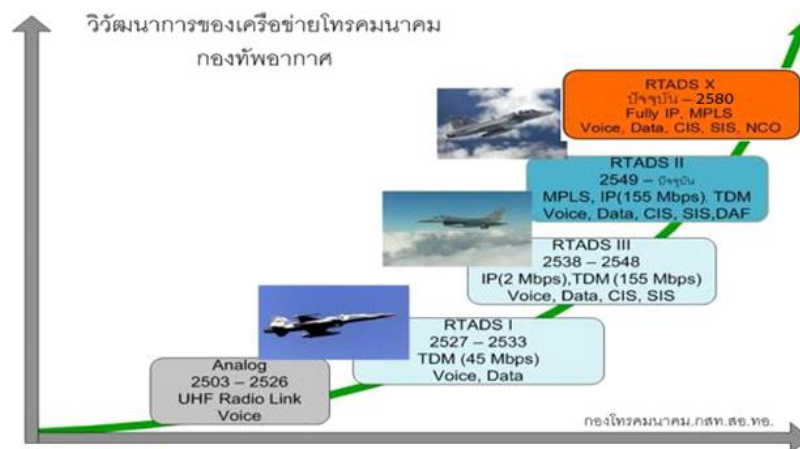 วิวัฒนาการของเครือข่ายโทรคมนาคม
กองทัพอากาศ
RTADS X
ปัจจุบัน – 2580
Fully IP, MPLS
Voice, Data, CIS, SIS, NCO
RTADS II
2549 – ปัจจุบัน
MPLS, IP(155 Mbps). TDM
Voice, Data, CIS, SIS,DAF
RTADS III
2538 – 2548
IP(2 Mbps),TDM (155 Mbps)
Voice, Data, CIS, SIS
RTADS I
2527 – 2533
TDM (45 Mbps)
Voice, Data
Analog
2503 – 2526
UHF Radio Link
Voice
กองโทรคมนาคม.กสท.สอ.ทอ.